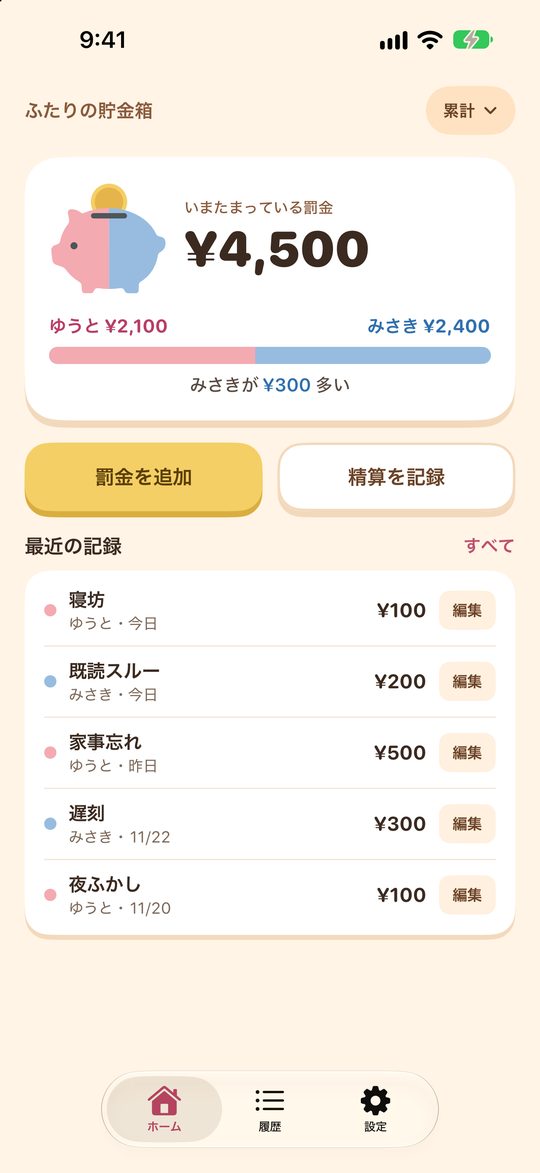 9:41
ふたりの貯金箱
累計
いまたまっている罰金
¥4,500
ゆうと ¥2,100
みさき ¥2,400
みさきが ¥300 多い
罰金を追加
精算を記録
最近の記録
すべて
寝坊
ゆうと・今日
¥100
編集
既読スルー
みさき・今日
¥200
編集
家事忘れ
ゆうと・昨日
¥500
編集
遅刻
みさき・11/22
¥300
編集
夜ふかし
ゆうと・11/20
¥100
編集
ホーム
履歴
設定